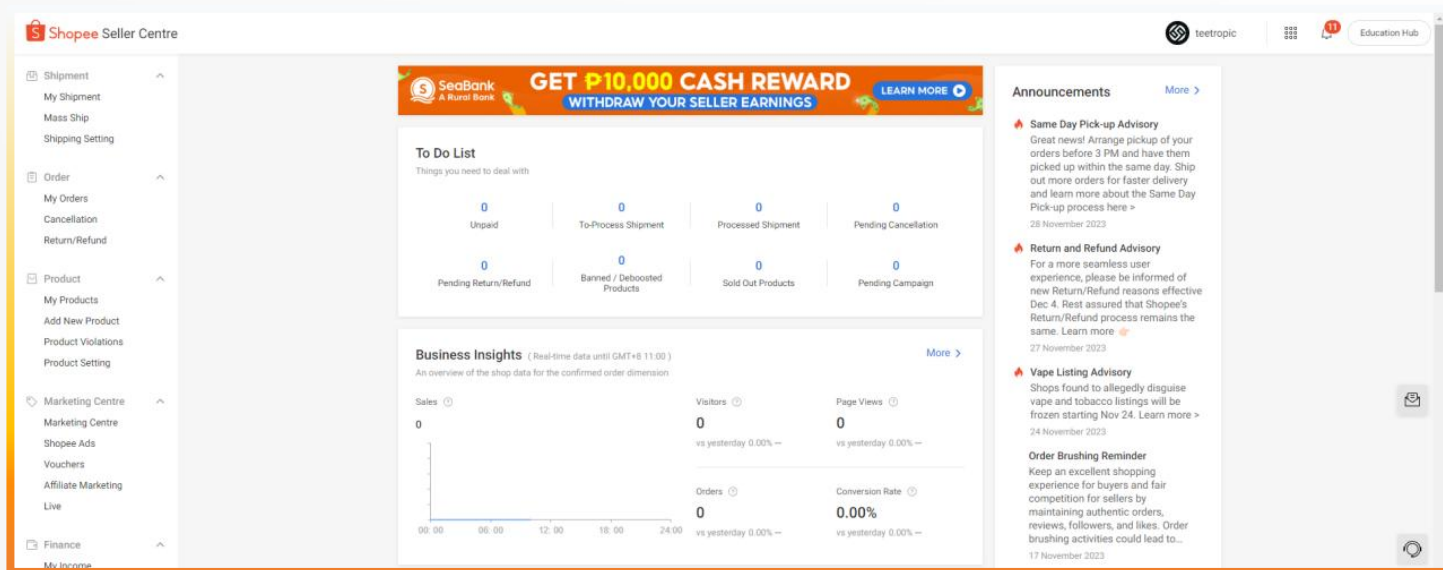 Shopee Seller Centre
teetropic
11
Education Hub
Shipment
My Shipment
Mass Ship
Shipping Setting
Order
My Orders
Cancellation
Return/Refund
Product
My Products
Add New Product
Product Violations
Product Setting
Marketing Centre
Marketing Centre
Shopee Ads
Vouchers
Affiliate Marketing
Live
Finance
My Income
SeaBank
A Rural Bank
GET ₱10,000 CASH REWARD
WITHDRAW YOUR SELLER EARNINGS
LEARN MORE
To Do List
Things you need to deal with
0
Unpaid
0
To-Process Shipment
0
Processed Shipment
0
Pending Cancellation
0
Pending Return/Refund
0
Banned / Deboosted
Products
0
Sold Out Products
0
Pending Campaign
Business Insights ( Real-time data until GMT+8 11:00 )
More >
An overview of the shop data for the confirmed order dimension
Sales
0
00:00 06:00 12:00 18:00 24:00
Visitors
0
vs yesterday 0.00% —
Page Views
0
vs yesterday 0.00% —
Orders
0
vs yesterday 0.00% —
Conversion Rate
0.00%
vs yesterday 0.00% —
Announcements
More >
Same Day Pick-up Advisory
Great news! Arrange pickup of your
orders before 3 PM and have them
picked up within the same day. Ship
out more orders for faster delivery
and learn more about the Same Day
Pick-up process here >
28 November 2023
Return and Refund Advisory
For a more seamless user
experience, please be informed of
new Return/Refund reasons effective
Dec 4. Rest assured that Shopee's
Return/Refund process remains the
same. Learn more 👉🏻
27 November 2023
Vape Listing Advisory
Shops found to allegedly disguise
vape and tobacco listings will be
frozen starting Nov 24. Learn more >
24 November 2023
Order Brushing Reminder
Keep an excellent shopping
experience for buyers and fair
competition for sellers by
maintaining authentic orders,
reviews, followers, and likes. Order
brushing activities could lead to...
17 November 2023